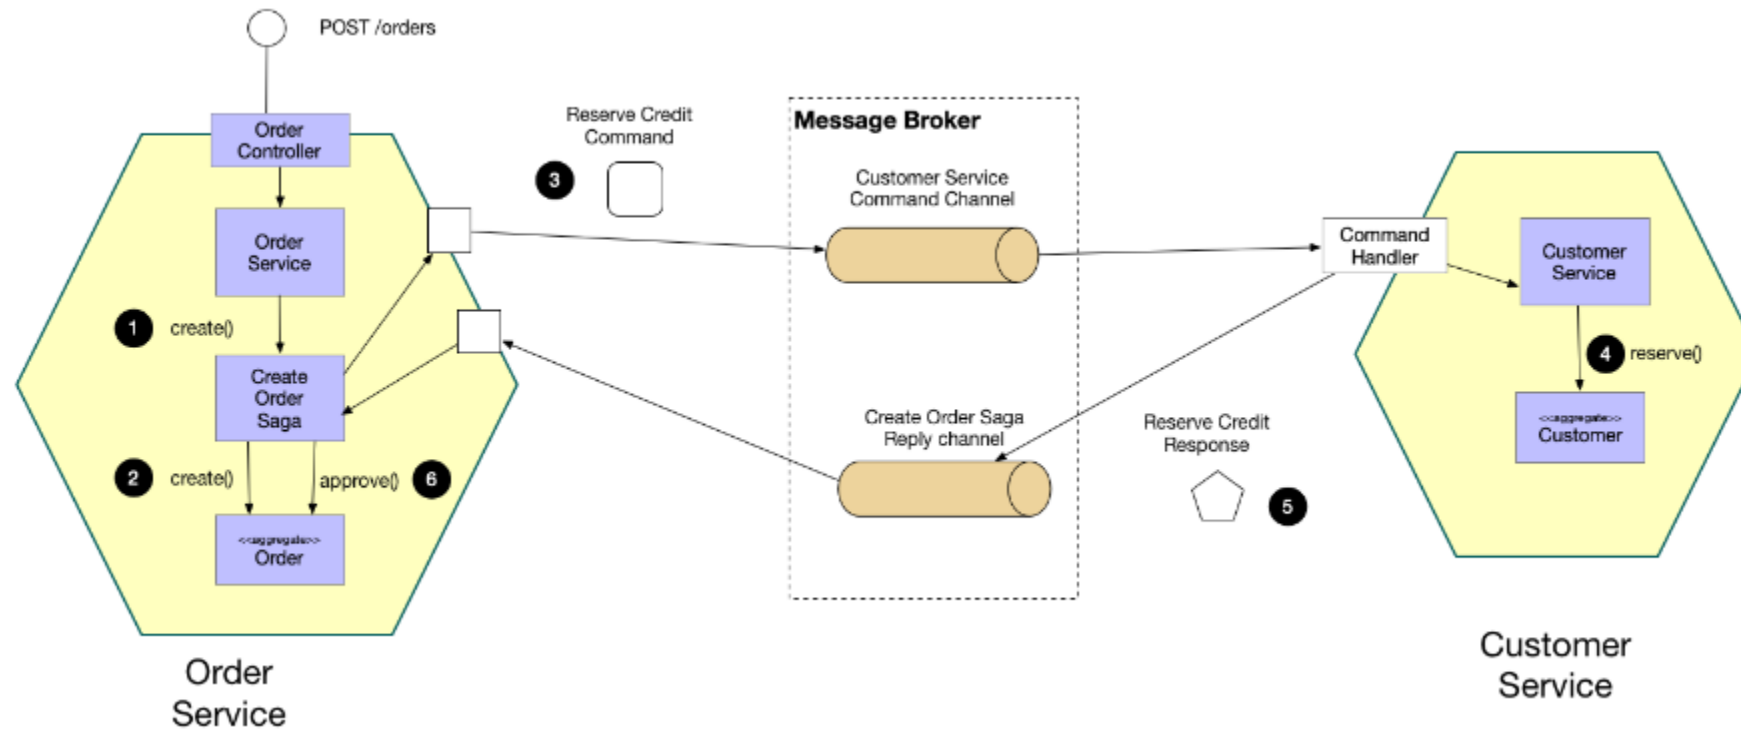 POST /orders
Order
Controller
Reserve Credit
Command
3
Message Broker
Customer Service
Command Channel
Order
Service
Command
Handler
Customer
Service
1
create()
4
reserve()
Create
Order
Saga
Create Order Saga
Reply channel
Reserve Credit
Response
5
<<aggregate>>
Customer
2
create()
approve()
6
<<aggregate>>
Order
Order
Service
Customer
Service